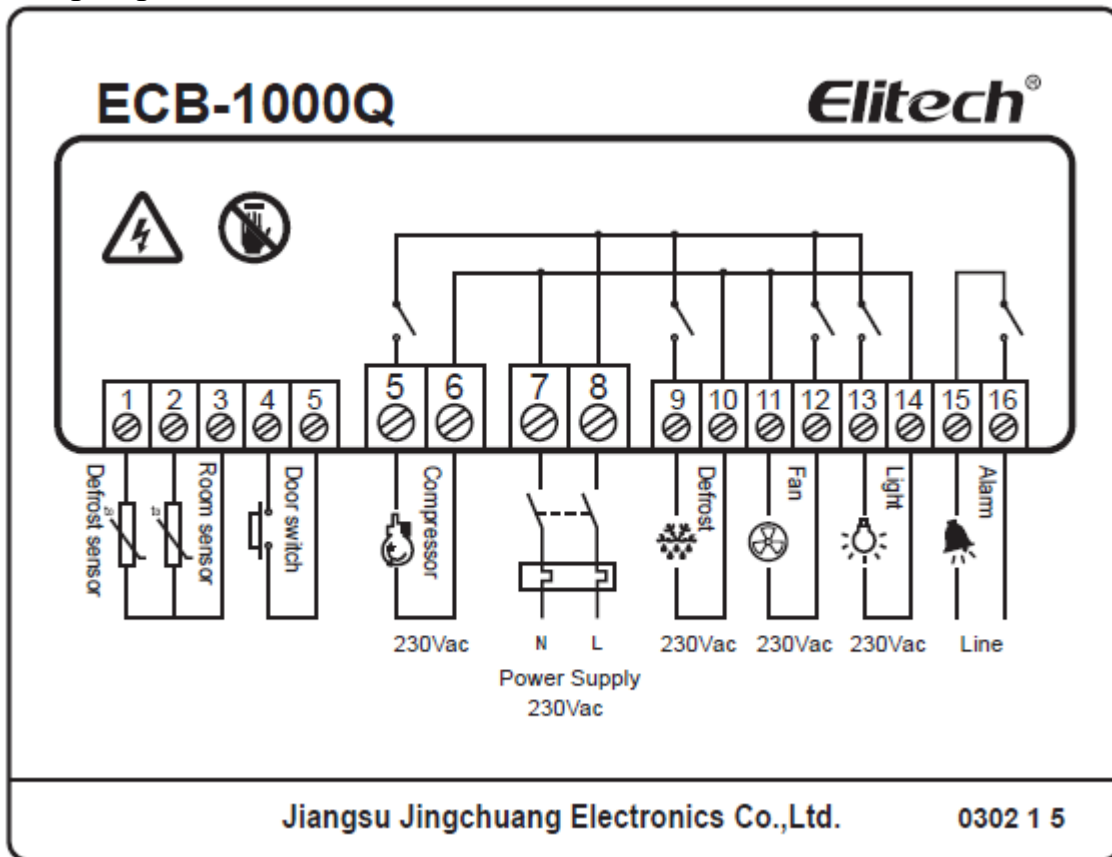 ECB-1000Q
Elitech®
1 2 3 4 5 5 6 7 8 9 10 11 12 13 14 15 16
Defrost sensor
Room sensor
Door switch
Compressor
Defrost
Fan
Light
Alarm
230Vac N L 230Vac 230Vac 230Vac Line
Power Supply
230Vac
Jiangsu Jingchuang Electronics Co.,Ltd. 0302 1 5